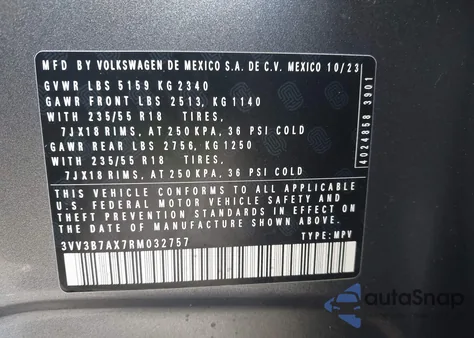 MFD BY VOLKSWAGEN DE MEXICO S.A. DE C.V. MEXICO 10/23
GVWR LBS 5159 KG 2340
GAWR FRONT LBS 2513, KG 1140
WITH 235/55 R18 TIRES,
7JX18 RIMS, AT 250 KPA, 36 PSI COLD
GAWR REAR LBS 2756, KG 1250
WITH 235/55 R18 TIRES,
7JX18 RIMS, AT 250 KPA, 36 PSI COLD
THIS VEHICLE CONFORMS TO ALL APPLICABLE
U.S. FEDERAL MOTOR VEHICLE SAFETY, BUMPER, AND
THEFT PREVENTION STANDARDS IN EFFECT ON
THE DATE OF MANUFACTURE SHOWN ABOVE.
3VV3B7AX7RM032757 TYPE: MPV
4024858 3901
autoSnap